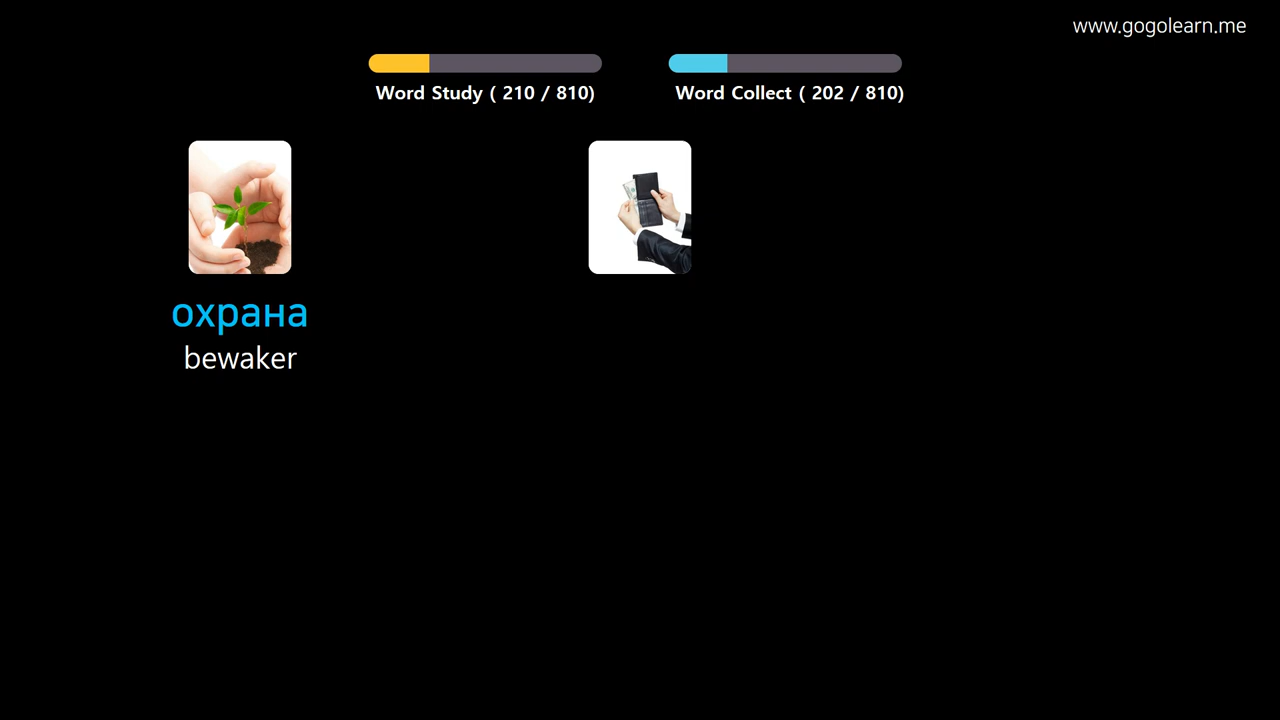 www.gogolearn.me
Word Study ( 210 / 810)
Word Collect ( 202 / 810)
охрана
bewaker